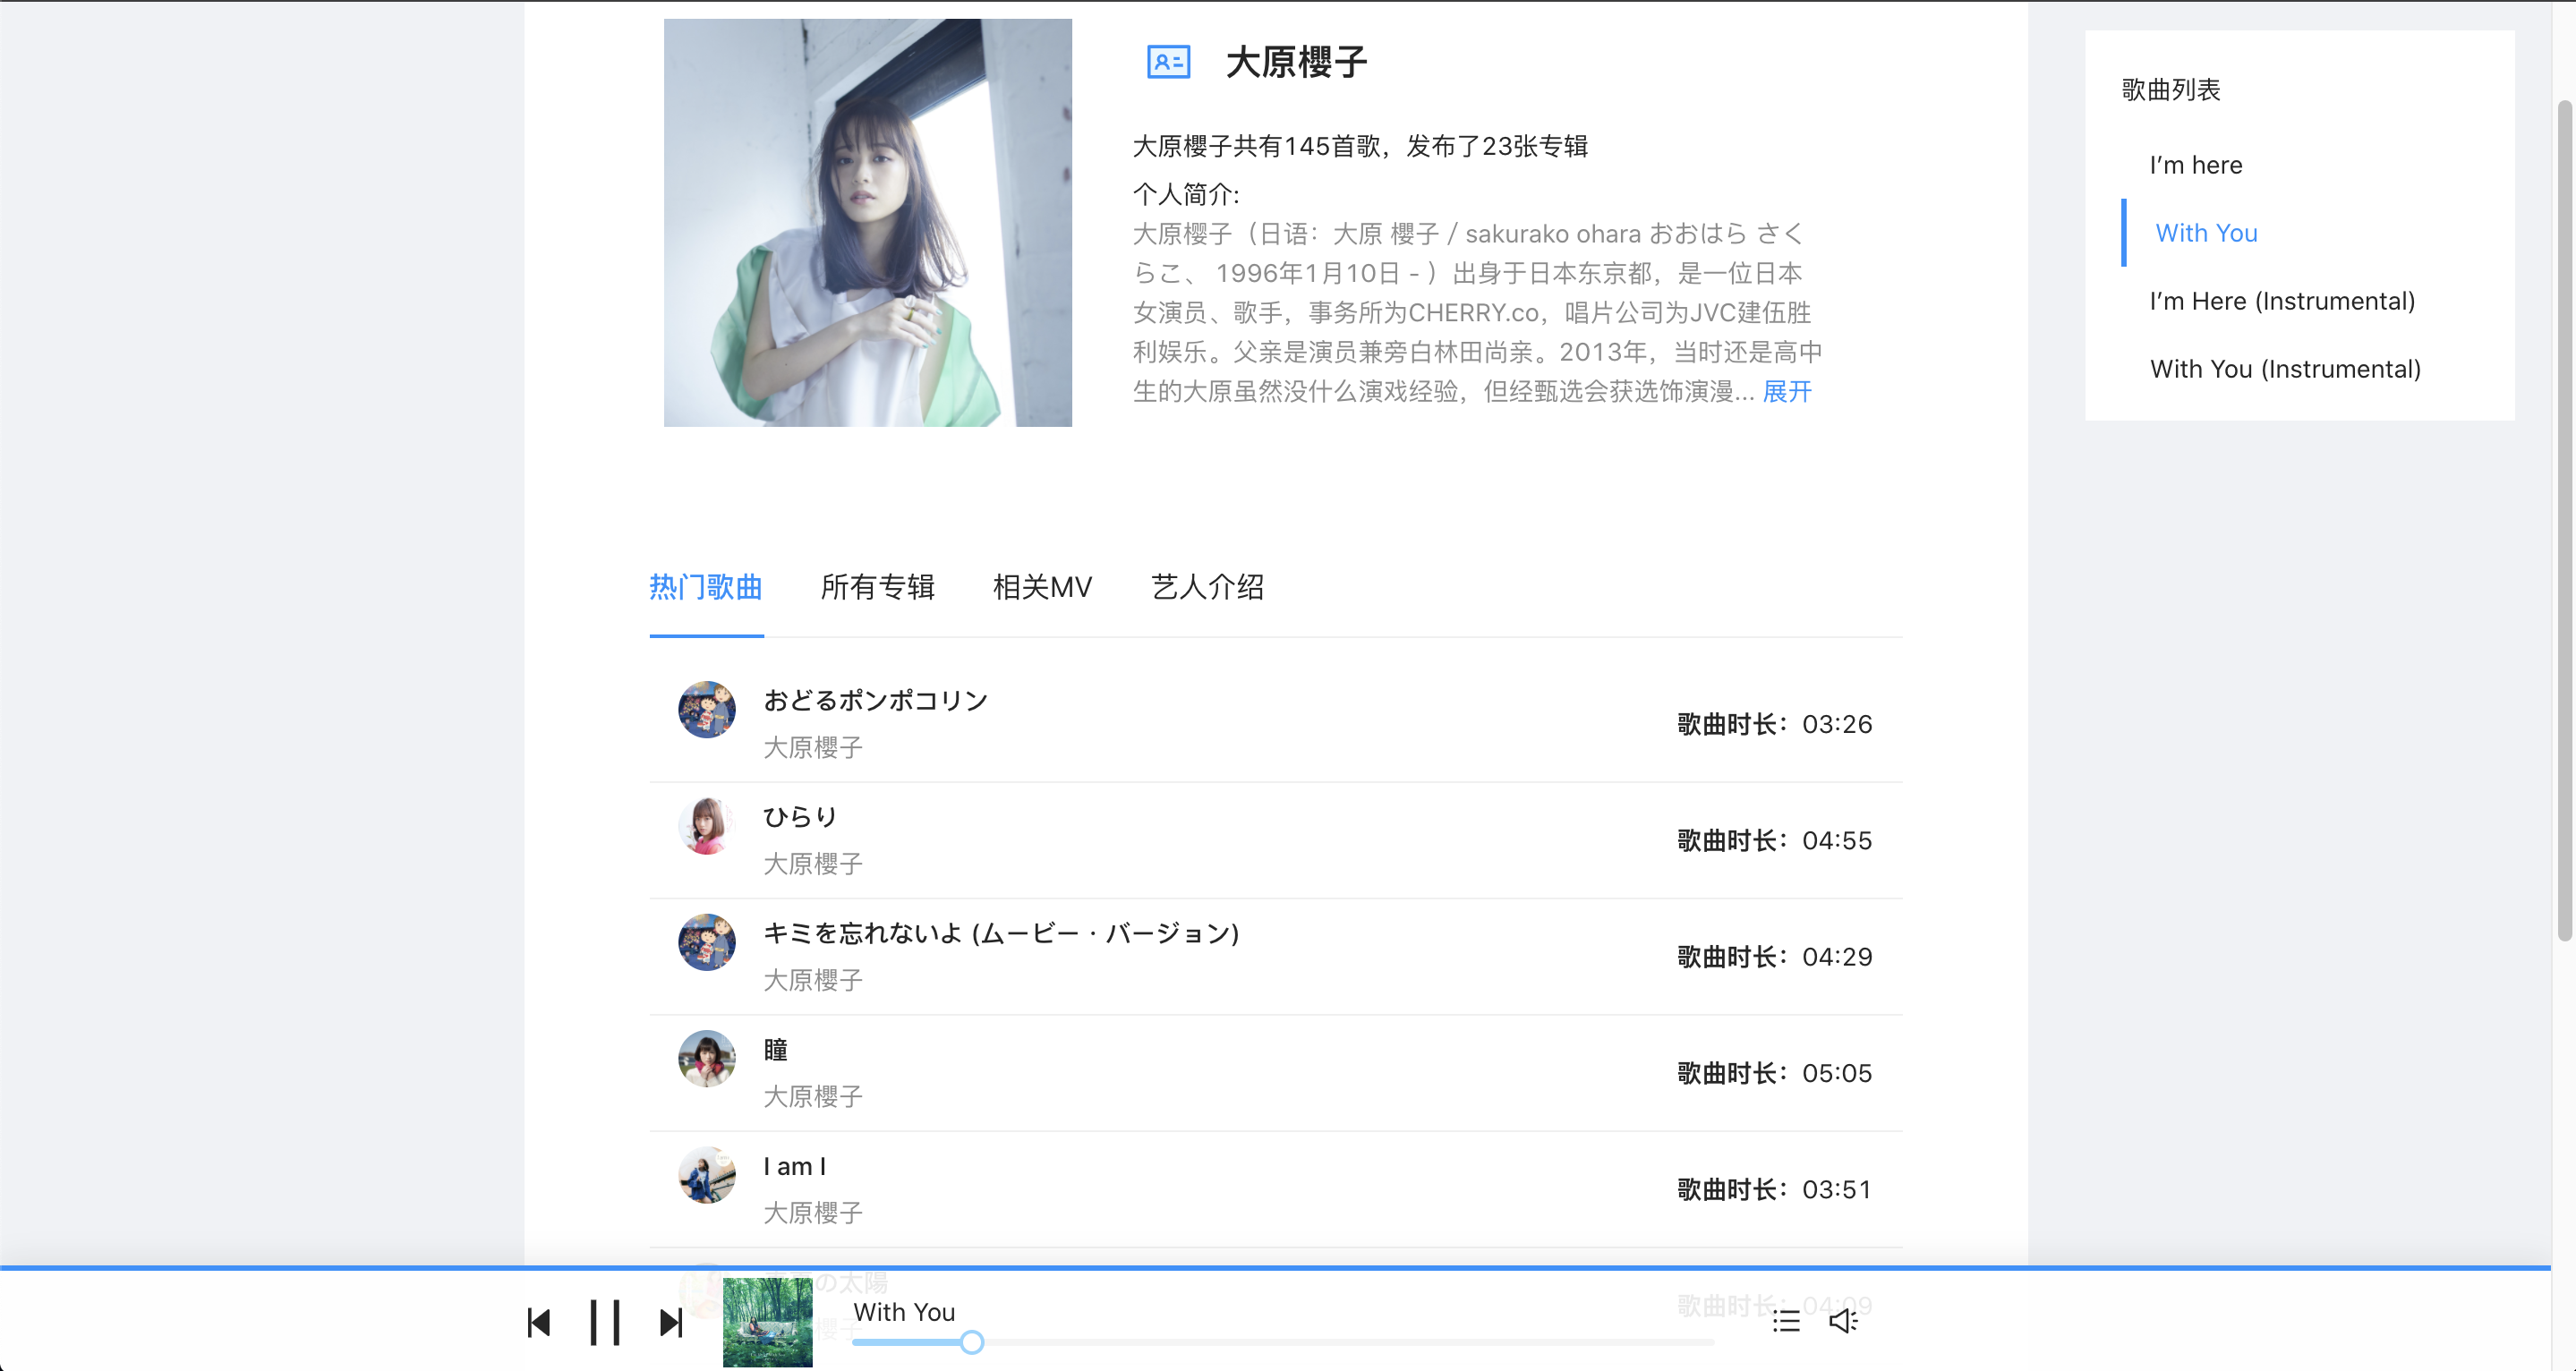 大原櫻子
大原櫻子共有145首歌，发布了23张专辑
个人简介:
大原樱子（日语：大原 櫻子 / sakurako ohara おおはら さく
らこ、 1996年1月10日 - ）出身于日本东京都，是一位日本
女演员、歌手，事务所为CHERRY.co，唱片公司为JVC建伍胜
利娱乐。父亲是演员兼旁白林田尚亲。2013年，当时还是高中
生的大原虽然没什么演戏经验，但经甄选会获选饰演漫... 展开
歌曲列表
I’m here
With You
I’m Here (Instrumental)
With You (Instrumental)
热门歌曲 所有专辑 相关MV 艺人介绍
おどるポンポコリン
大原櫻子
歌曲时长：03:26
ひらり
大原櫻子
歌曲时长：04:55
キミを忘れないよ (ムービー・バージョン)
大原櫻子
歌曲时长：04:29
瞳
大原櫻子
歌曲时长：05:05
I am I
大原櫻子
歌曲时长：03:51
の太陽
櫻子
歌曲时长：04:09
With You